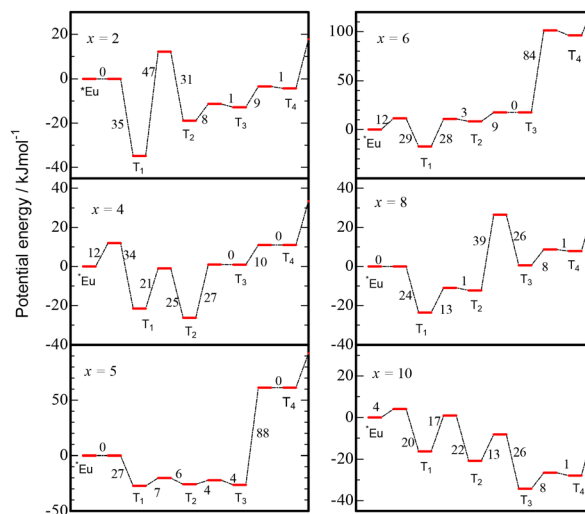 Potential energy / kJmol⁻¹
20
0
-20
-40
x = 2
0
*Eu
35
T₁
47
31
T₂
8
1
T₃
9
1
T₄
40
20
0
-20
-40
x = 4
12
*Eu
34
T₁
21
25
T₂
27
0
T₃
10
0
T₄
50
0
-50
x = 5
0
*Eu
27
T₁
7
6
T₂
4
4
T₃
88
0
T₄
100
50
0
x = 6
12
*Eu
29
T₁
28
3
T₂
9
0
T₃
84
T₄
40
20
0
-20
-40
x = 8
0
*Eu
24
T₁
13
1
T₂
39
26
T₃
8
1
T₄
20
0
-20
-40
x = 10
4
*Eu
20
T₁
17
22
T₂
13
26
T₃
8
1
T₄